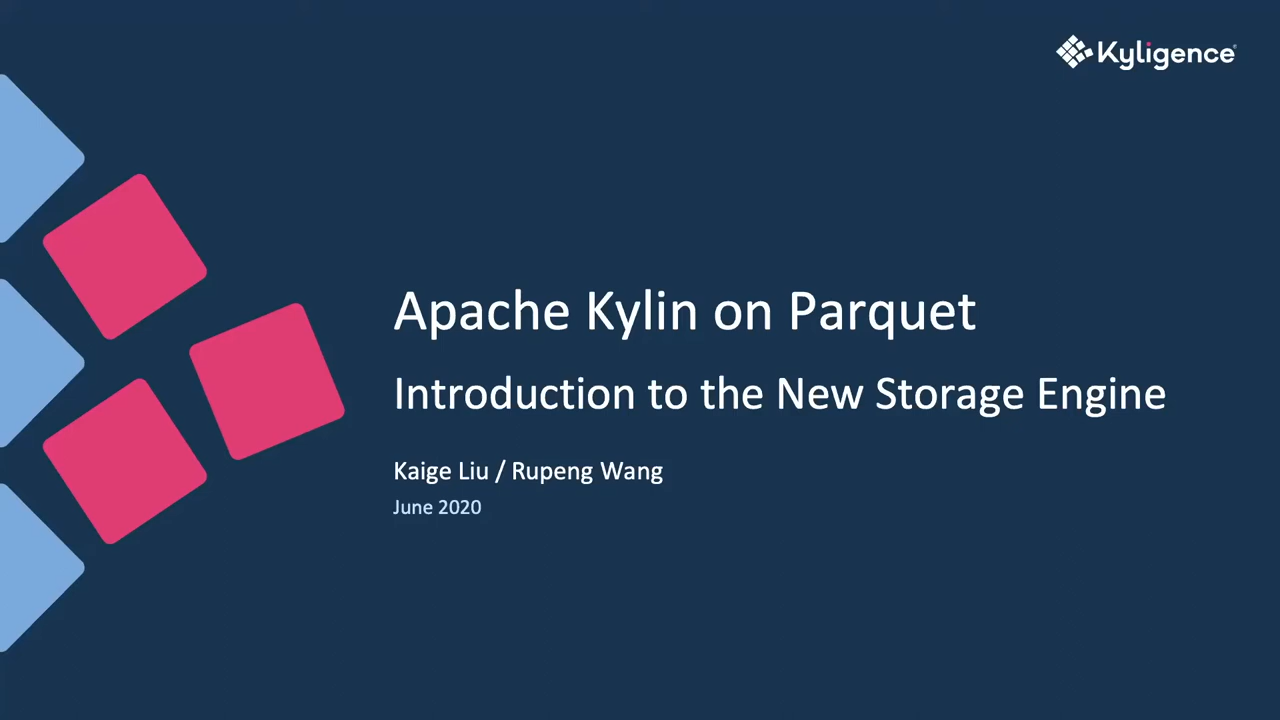 Kyligence
Apache Kylin on Parquet
Introduction to the New Storage Engine
Kaige Liu / Rupeng Wang
June 2020